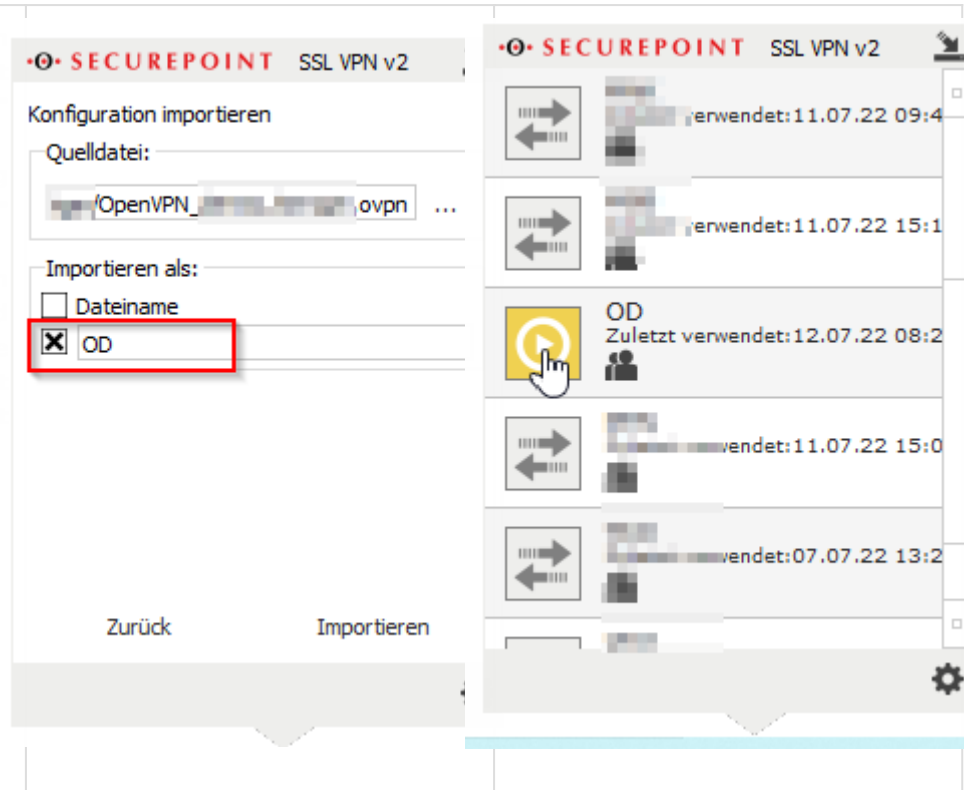 SECUREPOINT SSL VPN v2
Konfiguration importieren
Quelldatei:
/OpenVPN_ ovpn ...
Importieren als:
Dateiname
OD
Zurück Importieren
SECUREPOINT SSL VPN v2
erwendet:11.07.22 09:4
erwendet:11.07.22 15:1
OD
Zuletzt verwendet:12.07.22 08:2
endet:11.07.22 15:0
endet:07.07.22 13:2